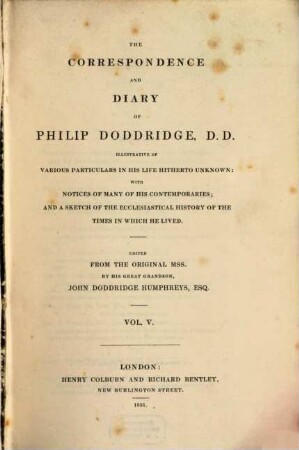 THE
CORRESPONDENCE
AND
DIARY
OF
PHILIP DODDRIDGE, D.D.
ILLUSTRATIVE OF
VARIOUS PARTICULARS IN HIS LIFE HITHERTO UNKNOWN:
WITH
NOTICES OF MANY OF HIS CONTEMPORARIES;
AND A SKETCH OF THE ECCLESIASTICAL HISTORY OF THE
TIMES IN WHICH HE LIVED.
EDITED
FROM THE ORIGINAL MSS.
BY HIS GREAT GRANDSON,
JOHN DODDRIDGE HUMPHREYS, ESQ.
VOL. V.
LONDON:
HENRY COLBURN AND RICHARD BENTLEY,
NEW BURLINGTON STREET.